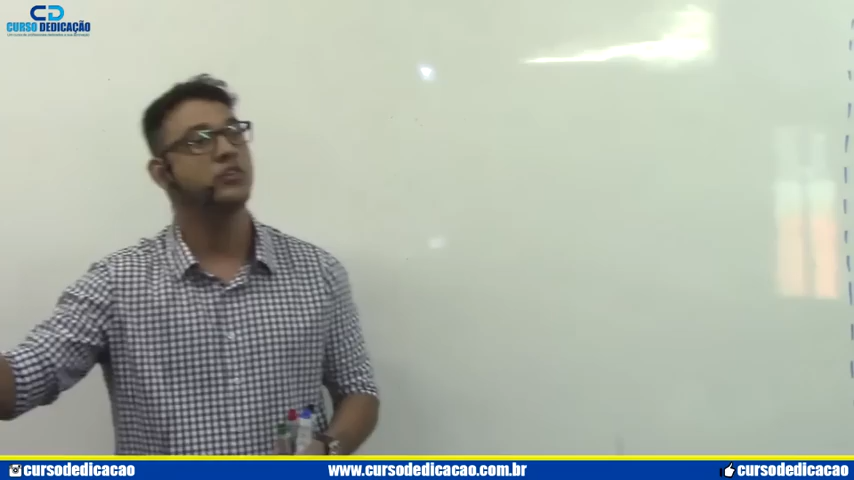 CD
CURSO DEDICAÇÃO
cursodedicacao
www.cursodedicacao.com.br
cursodedicacao